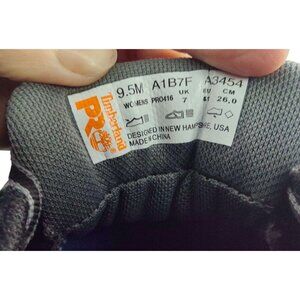 Timberland
PRO
9.5M A1B7F A3454
UK EU CM
WOMENS PRO416 7 41 26,0
DESIGNED IN NEW HAMPSHIRE, USA
MADE IN CHINA